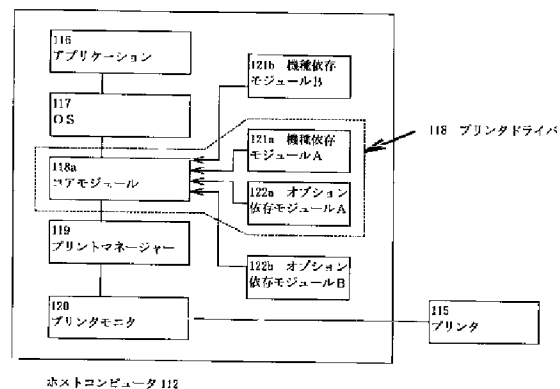 116
アプリケーション
117
OS
118a
コアモジュール
119
プリントマネージャー
120
プリンタモニタ
121b 機種依存
モジュールB
121a 機種依存
モジュールA
122a オプション
依存モジュールA
122b オプション
依存モジュールB
118 プリンタドライバ
115
プリンタ
ホストコンピュータ112